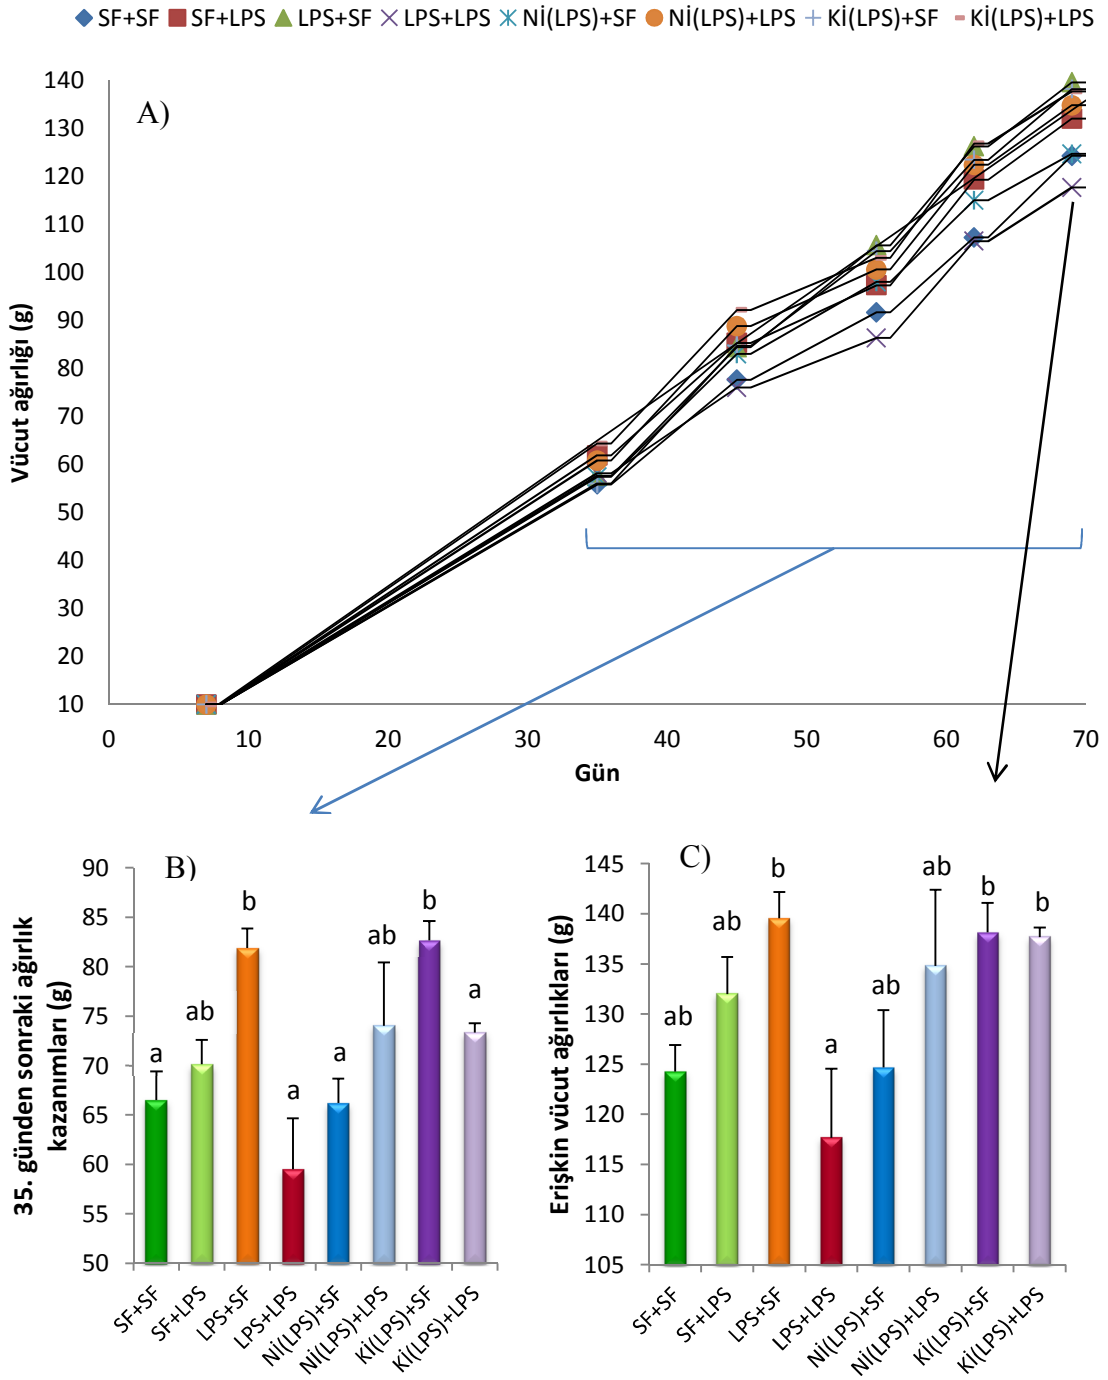 SF+SF SF+LPS LPS+SF LPS+LPS Nİ(LPS)+SF Nİ(LPS)+LPS Kİ(LPS)+SF Kİ(LPS)+LPS
A)
Vücut ağırlığı (g)
140
130
120
110
100
90
80
70
60
50
40
30
20
10
0 10 20 30 40 50 60 70
Gün
B)
35. günden sonraki ağırlık
kazanımları (g)
90
85
80
75
70
65
60
55
50
a ab b a a ab b a
SF+SF
SF+LPS
LPS+SF
LPS+LPS
Nİ(LPS)+SF
Nİ(LPS)+LPS
Kİ(LPS)+SF
Kİ(LPS)+LPS
C)
Erişkin vücut ağırlıkları (g)
145
140
135
130
125
120
115
110
105
ab ab b a ab ab b b
SF+SF
SF+LPS
LPS+SF
LPS+LPS
Nİ(LPS)+SF
Nİ(LPS)+LPS
Kİ(LPS)+SF
Kİ(LPS)+LPS